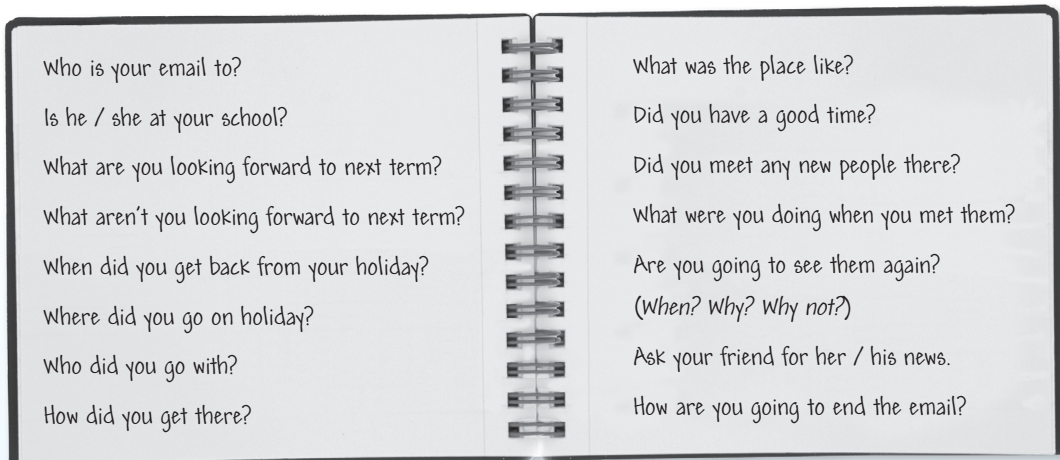 Who is your email to?
Is he / she at your school?
What are you looking forward to next term?
What aren't you looking forward to next term?
When did you get back from your holiday?
Where did you go on holiday?
Who did you go with?
How did you get there?
What was the place like?
Did you have a good time?
Did you meet any new people there?
What were you doing when you met them?
Are you going to see them again?
(When? Why? Why not?)
Ask your friend for her / his news.
How are you going to end the email?